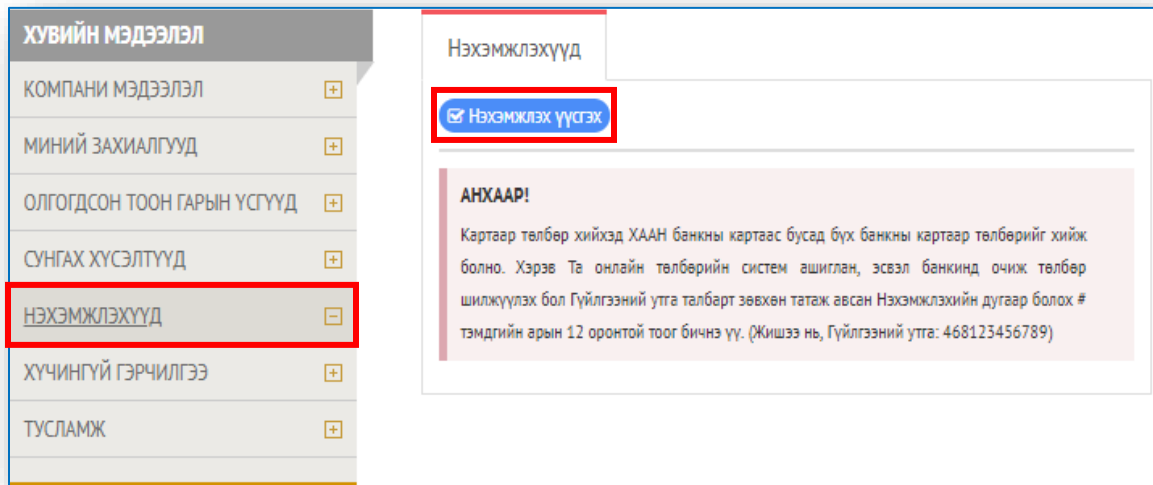 ХУВИЙН МЭДЭЭЛЭЛ
КОМПАНИ МЭДЭЭЛЭЛ
МИНИЙ ЗАХИАЛГУУД
ОЛГОГДСОН ТООН ГАРЫН ҮСГҮҮД
СУНГАХ ХҮСЭЛТҮҮД
НЭХЭМЖЛЭХҮҮД
ХҮЧИНГҮЙ ГЭРЧИЛГЭЭ
ТУСЛАМЖ
Нэхэмжлэхүүд
Нэхэмжлэх үүсгэх
АНХААР!
Картаар төлбөр хийхэд ХААН банкны картаас бусад бүх банкны картаар төлбөрийг хийж
болно. Хэрэв Та онлайн төлбөрийн систем ашиглан, эсвэл банкинд очиж төлбөр
шилжүүлэх бол Гүйлгээний утга талбарт зөвхөн татаж авсан Нэхэмжлэхийн дугаар болох #
тэмдгийн арын 12 оронтой тоог бичнэ үү. (Жишээ нь, Гүйлгээний утга: 468123456789)